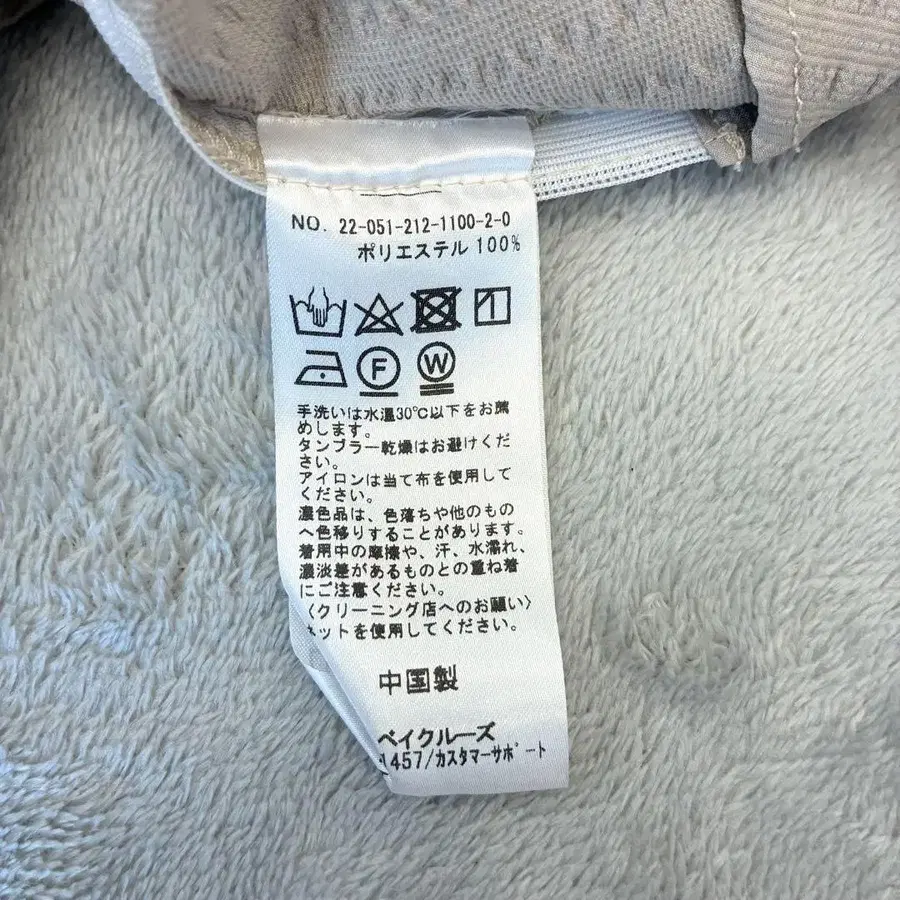 NO. 22-051-212-1100-2-0
ポリエステル 100%
F W
手洗いは水温30℃以下をお薦
めします。
タンブラー乾燥はお避けくだ
さい。
アイロンは当て布を使用して
ください。
濃色品は、色落ちや他のもの
へ色移りすることがあります。
着用中の摩擦や、汗、水濡れ、
濃淡差があるものとの重ね着
にご注意ください。
〈クリーニング店へのお願い〉
ネットを使用してください。
中国製
ベイクルーズ
1457/カスタマーサポート